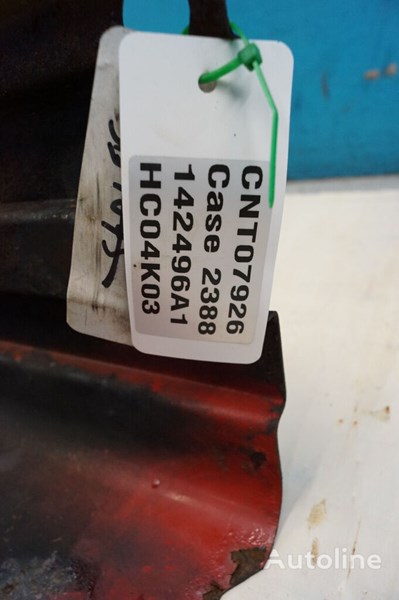 CNT07926
Case 2388
142496A1
HC04K03
Autoline